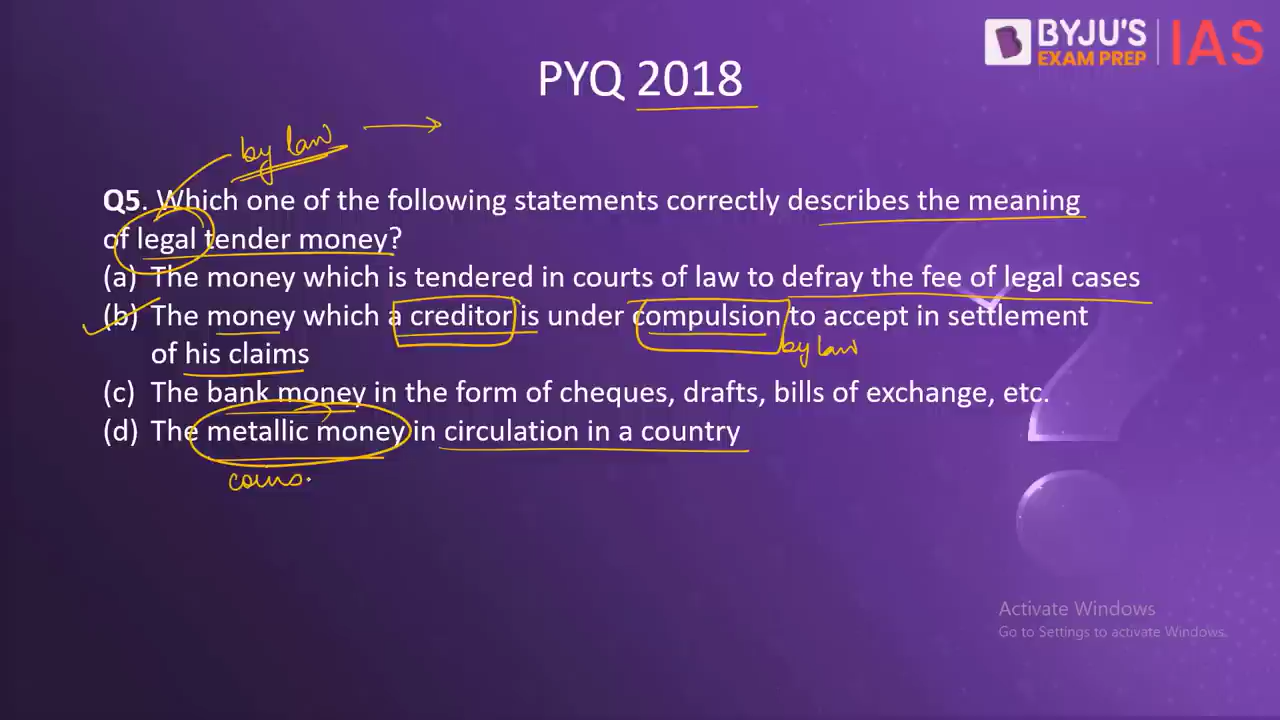 BYJU'S
EXAM PREP
IAS
PYQ 2018
by law
Q5. Which one of the following statements correctly describes the meaning
of legal tender money?
(a) The money which is tendered in courts of law to defray the fee of legal cases
(b) The money which a creditor is under compulsion to accept in settlement
by law
of his claims
(c) The bank money in the form of cheques, drafts, bills of exchange, etc.
(d) The metallic money in circulation in a country
coins
Activate Windows
Go to Settings to activate Windows.